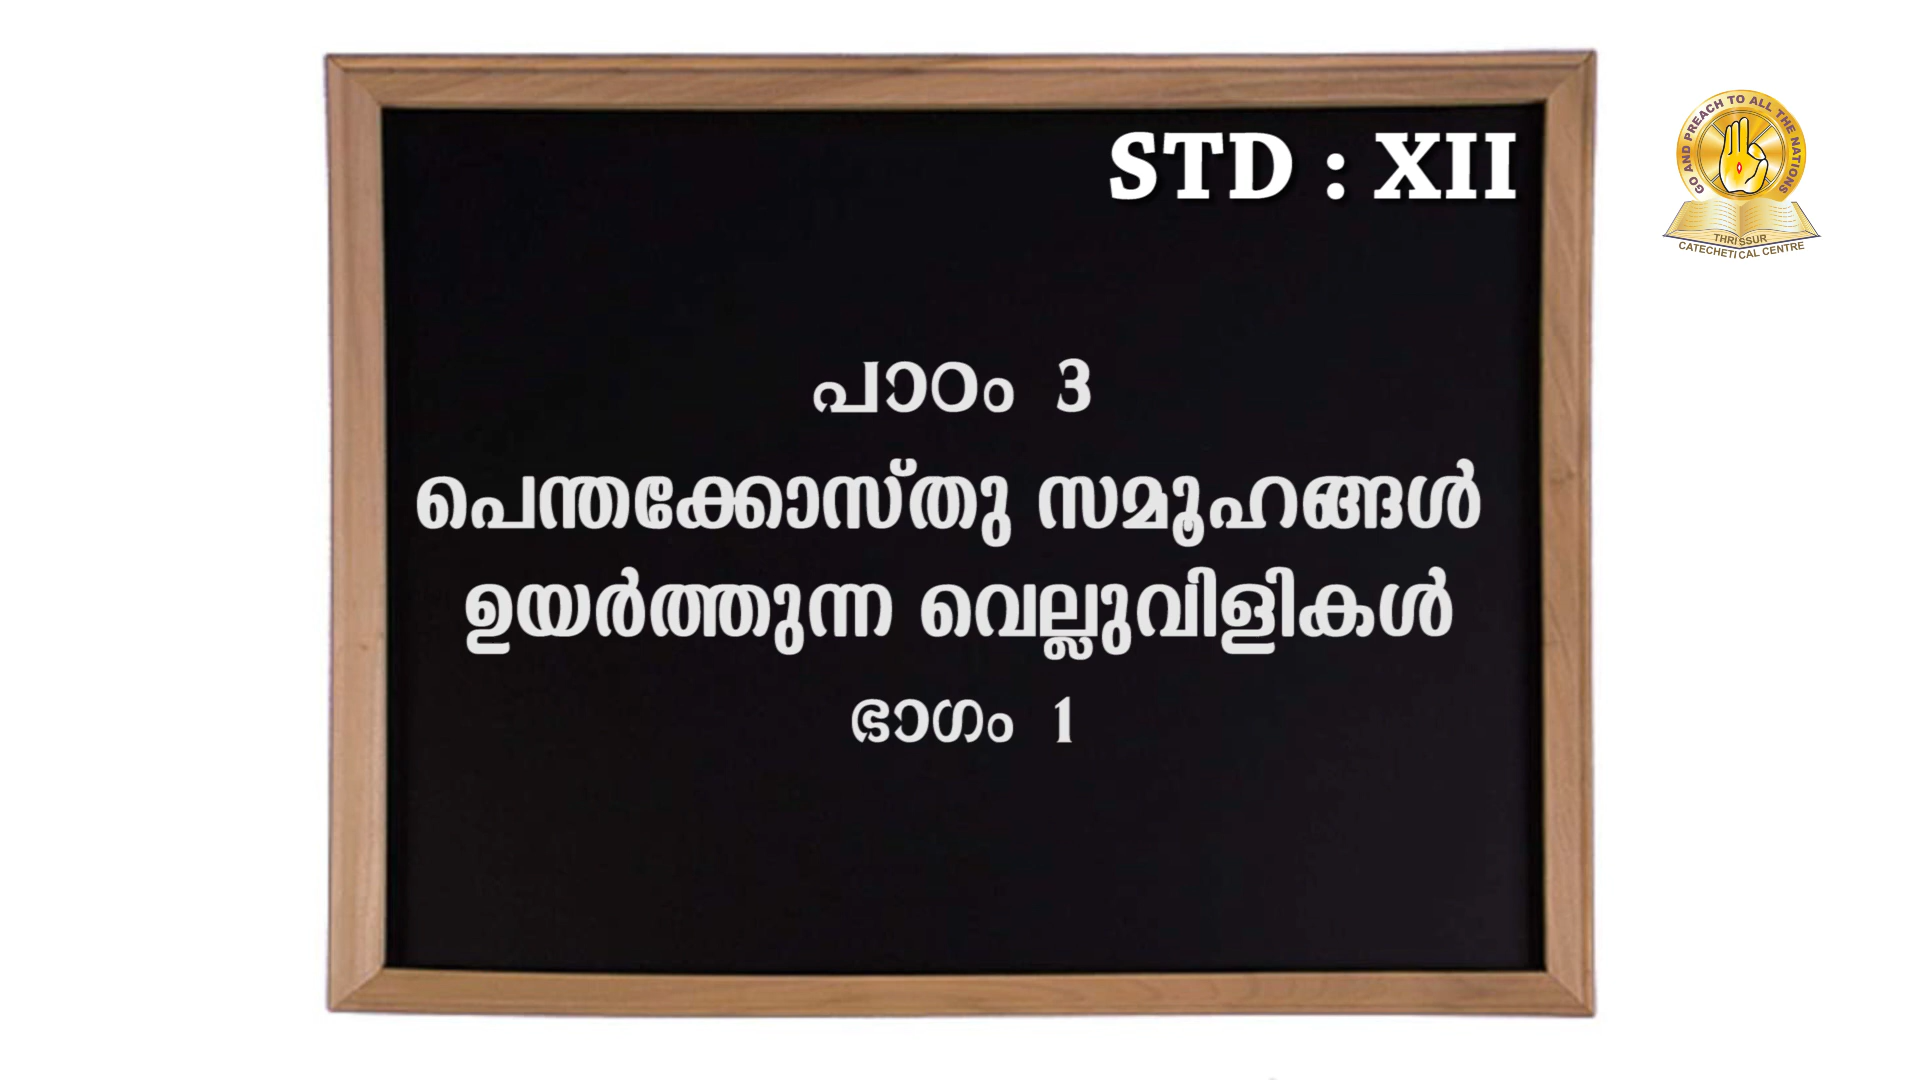 STD : XII
GO AND PREACH TO ALL THE NATIONS
THRISSUR
CATECHETICAL CENTRE
പാഠം 3
പെന്തക്കോസ്തു സമൂഹങ്ങൾ
ഉയർത്തുന്ന വെല്ലുവിളികൾ
ഭാഗം 1